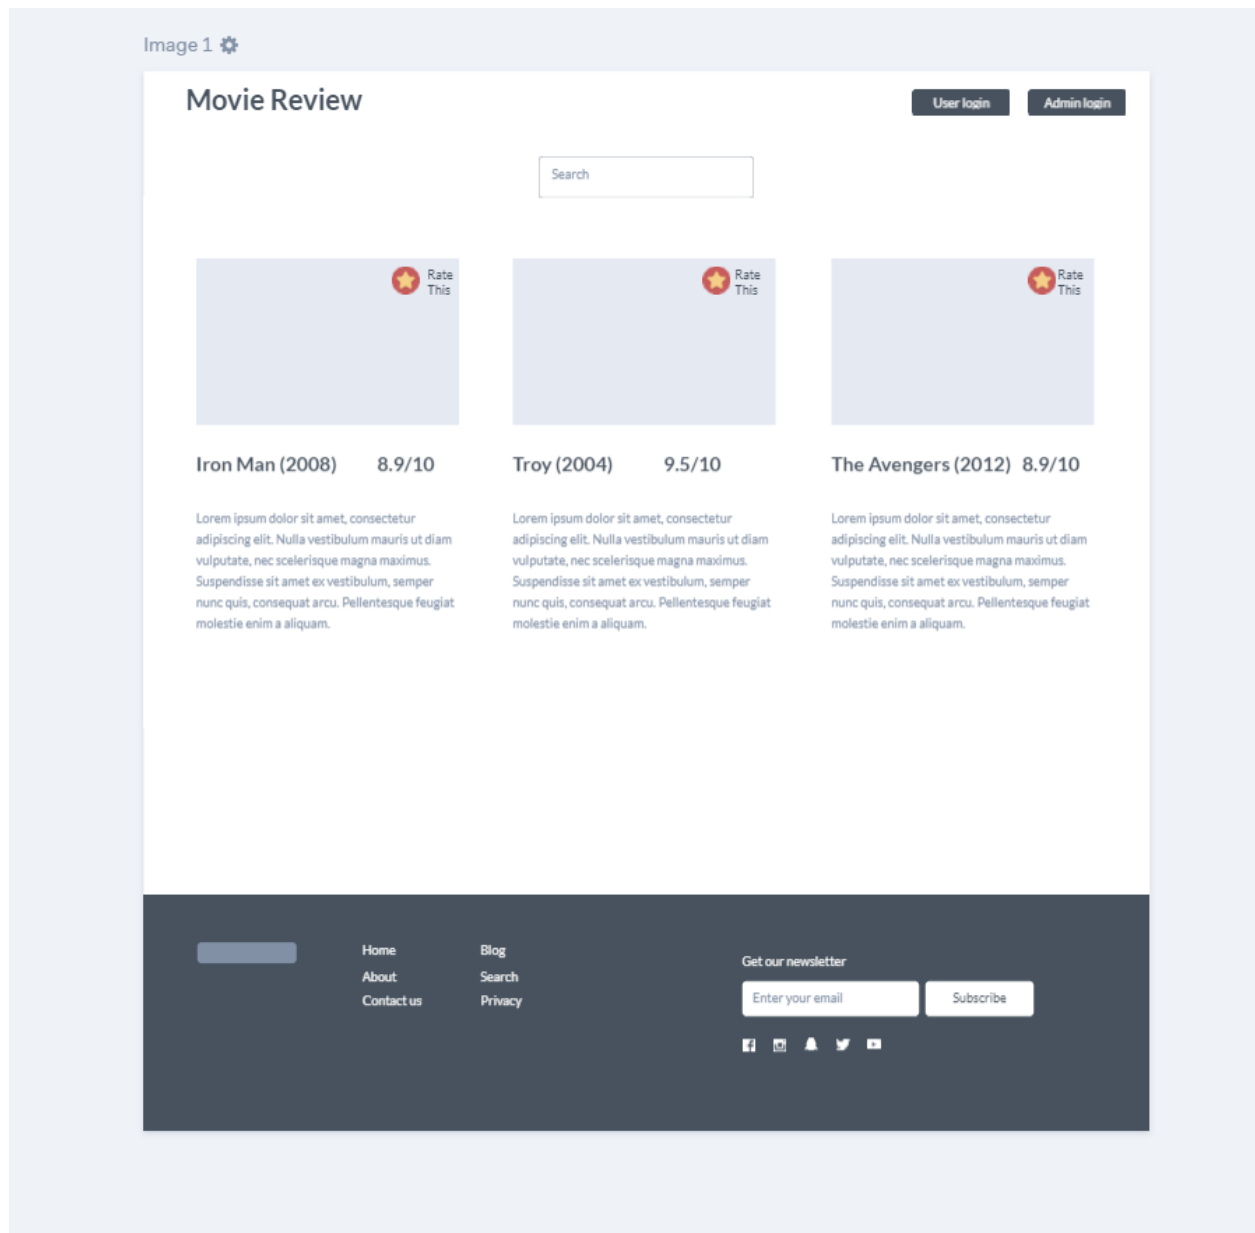 Image 1
Movie Review
User login
Admin login
Search
Rate
This
Rate
This
Rate
This
Iron Man (2008) 8.9/10
Troy (2004) 9.5/10
The Avengers (2012) 8.9/10
Lorem ipsum dolor sit amet, consectetur
adipiscing elit. Nulla vestibulum mauris ut diam
vulputate, nec scelerisque magna maximus.
Suspendisse sit amet ex vestibulum, semper
nunc quis, consequat arcu. Pellentesque feugiat
molestie enim a aliquam.
Lorem ipsum dolor sit amet, consectetur
adipiscing elit. Nulla vestibulum mauris ut diam
vulputate, nec scelerisque magna maximus.
Suspendisse sit amet ex vestibulum, semper
nunc quis, consequat arcu. Pellentesque feugiat
molestie enim a aliquam.
Lorem ipsum dolor sit amet, consectetur
adipiscing elit. Nulla vestibulum mauris ut diam
vulputate, nec scelerisque magna maximus.
Suspendisse sit amet ex vestibulum, semper
nunc quis, consequat arcu. Pellentesque feugiat
molestie enim a aliquam.
Home
About
Contact us
Blog
Search
Privacy
Get our newsletter
Enter your email
Subscribe